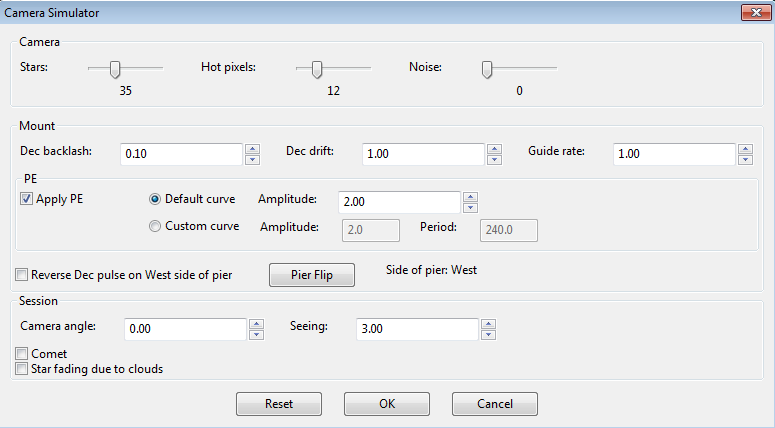 Camera Simulator
Camera
Stars: Hot pixels: Noise:
35 12 0
Mount
Dec backlash: 0.10 Dec drift: 1.00 Guide rate: 1.00
PE
Apply PE Default curve Amplitude: 2.00
Custom curve Amplitude: 2.0 Period: 240.0
Reverse Dec pulse on West side of pier Pier Flip Side of pier: West
Session
Camera angle: 0.00 Seeing: 3.00
Comet
Star fading due to clouds
Reset OK Cancel